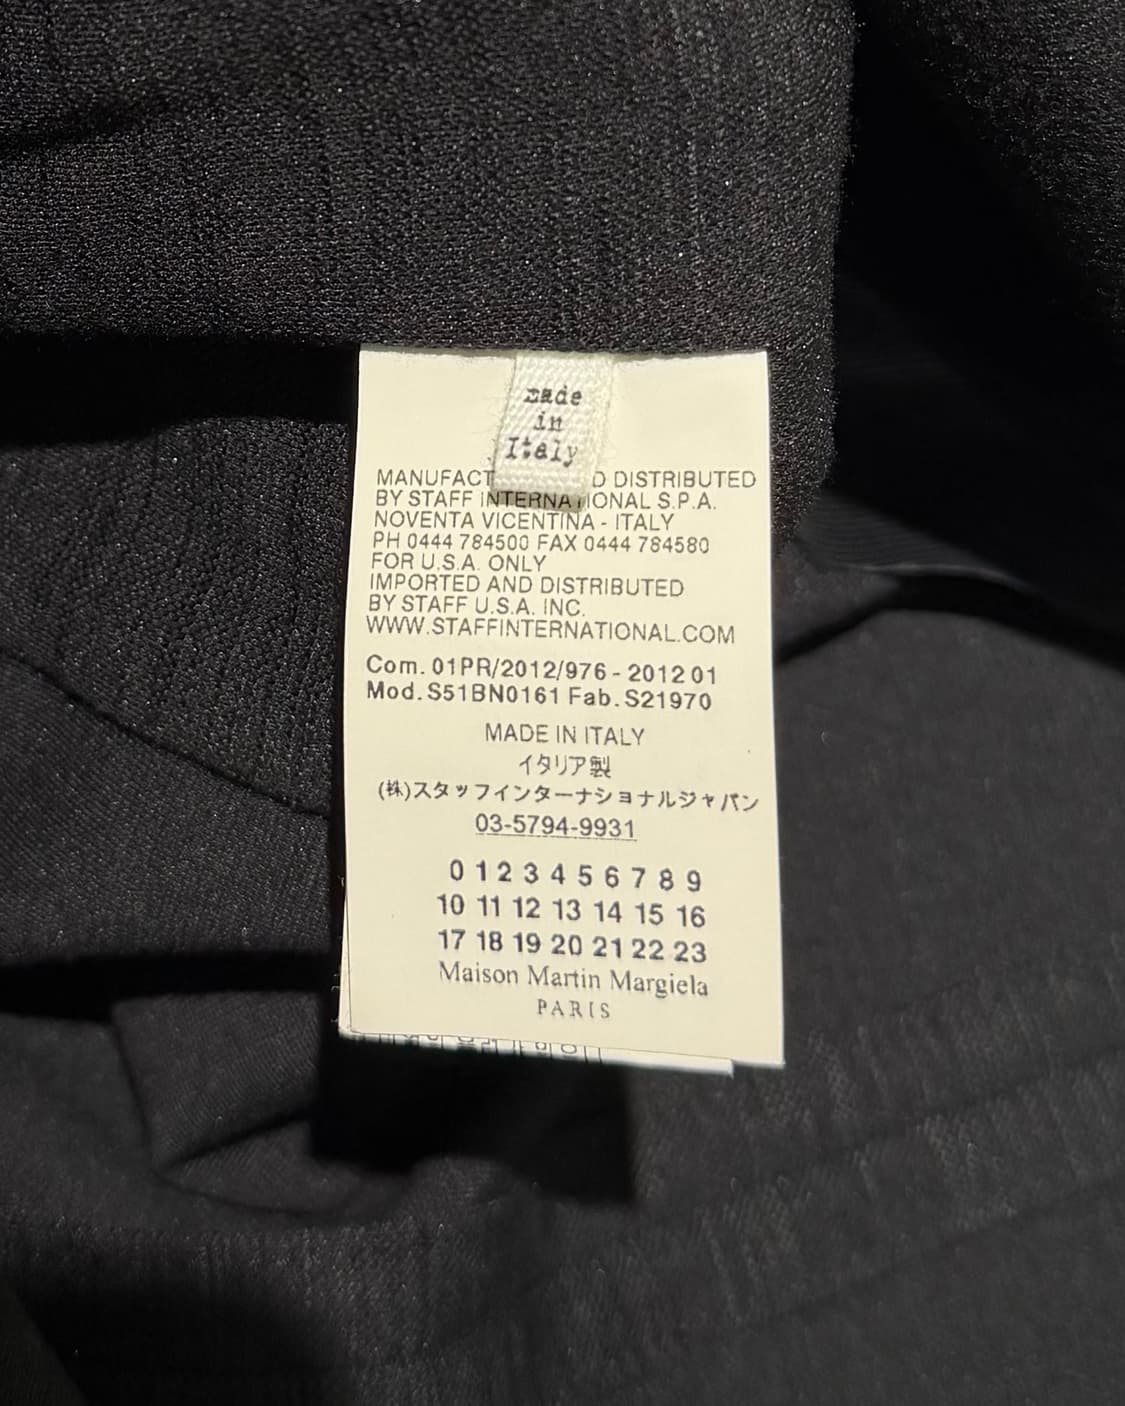 made
in
Italy
MANUFACT D DISTRIBUTED
BY STAFF INTERNATIONAL S.P.A.
NOVENTA VICENTINA - ITALY
PH 0444 784500 FAX 0444 784580
FOR U.S.A. ONLY
IMPORTED AND DISTRIBUTED
BY STAFF U.S.A. INC.
WWW.STAFFINTERNATIONAL.COM
Com. 01PR/2012/976 - 2012 01
Mod. S51BN0161 Fab. S21970
MADE IN ITALY
イタリア製
(株)スタッフインターナショナルジャパン
03-5794-9931
0 1 2 3 4 5 6 7 8 9
10 11 12 13 14 15 16
17 18 19 20 21 22 23
Maison Martin Margiela
PARIS